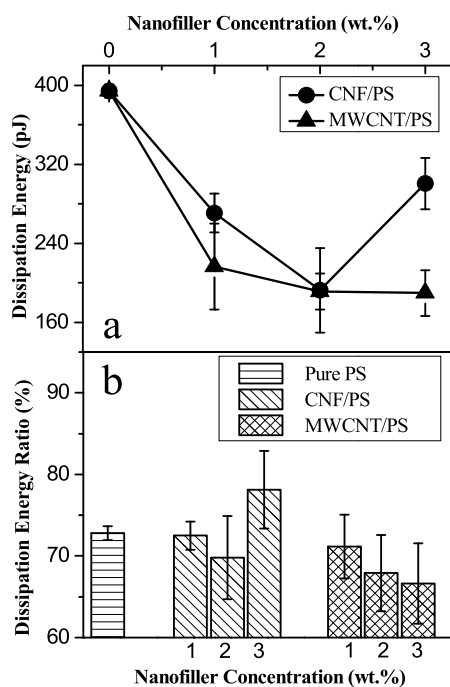 Nanofiller Concentration (wt.%)
0 1 2 3
Dissipation Energy (pJ)
400
320
240
160
CNF/PS
MWCNT/PS
a
b
Dissipation Energy Ratio (%)
90
80
70
60
Pure PS
CNF/PS
MWCNT/PS
1 2 3 1 2 3
Nanofiller Concentration (wt.%)